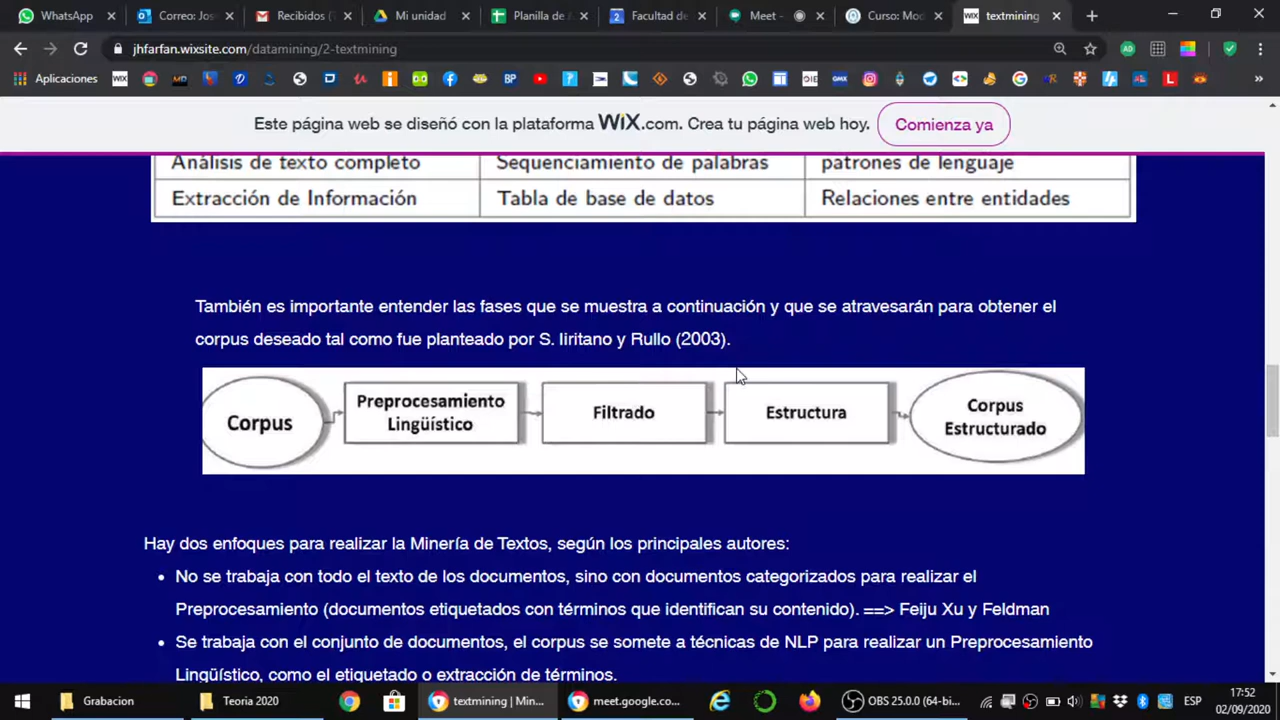 WhatsApp
Correo: Jos
Recibidos (
Mi unidad
Planilla de A
Facultad de
Meet -
Curso: Mod
textmining
jhfarfan.wixsite.com/datamining/2-textmining
Aplicaciones
Este página web se diseñó con la plataforma WiX.com. Crea tu página web hoy.
Comienza ya
Análisis de texto completo Sequenciamiento de palabras patrones de lenguaje
Extracción de Información Tabla de base de datos Relaciones entre entidades
También es importante entender las fases que se muestra a continuación y que se atravesarán para obtener el
corpus deseado tal como fue planteado por S. Iiritano y Rullo (2003).
Corpus
Preprocesamiento
Lingüístico
Filtrado
Estructura
Corpus
Estructurado
Hay dos enfoques para realizar la Minería de Textos, según los principales autores:
No se trabaja con todo el texto de los documentos, sino con documentos categorizados para realizar el
Preprocesamiento (documentos etiquetados con términos que identifican su contenido). ==> Feiju Xu y Feldman
Se trabaja con el conjunto de documentos, el corpus se somete a técnicas de NLP para realizar un Preprocesamiento
Lingüístico, como el etiquetado o extracción de términos.
Grabacion
Teoria 2020
textmining | Min...
meet.google.co...
OBS 25.0.0 (64-bi...
ESP
17:52
02/09/2020